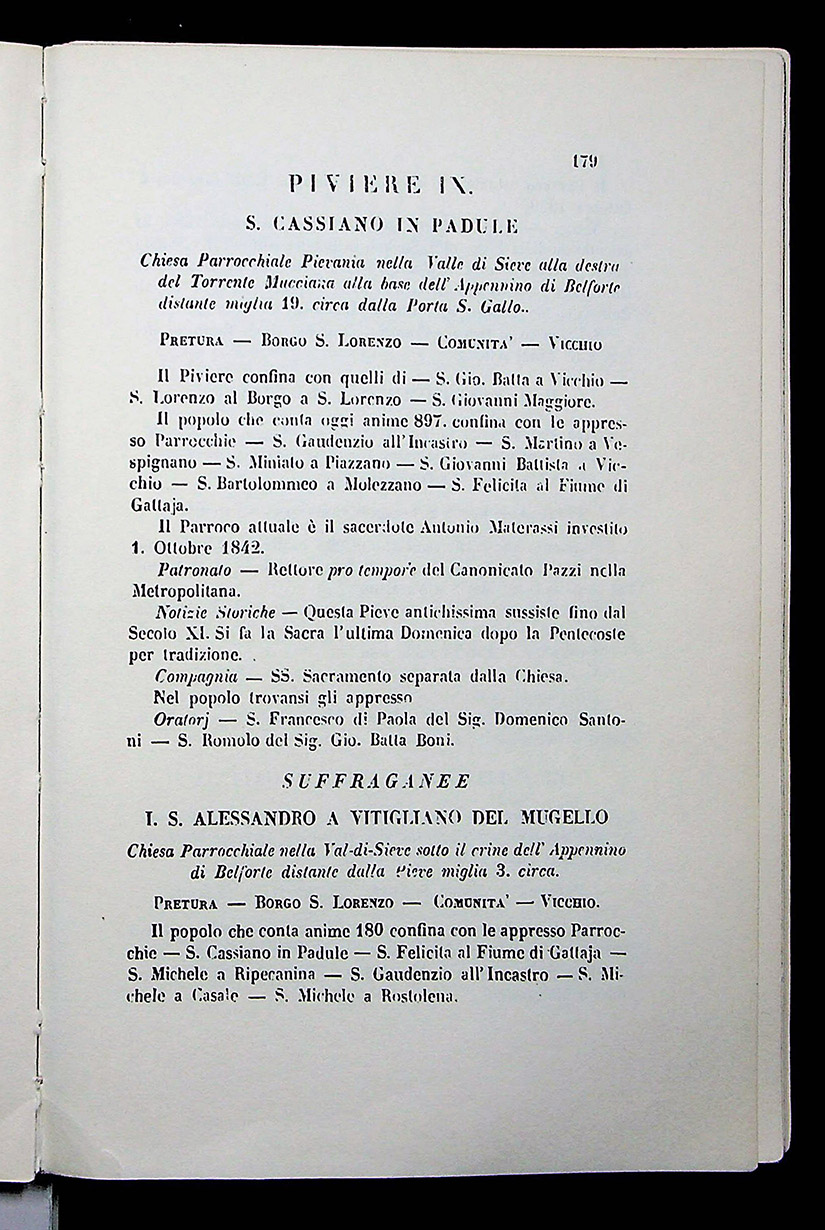 179
PIVIERE IX.
S. CASSIANO IN PADULE
Chiesa Parrocchiale Pievania nella Valle di Sieve alla destra
del Torrente Mucciana alla base dell' Appennino di Belforte
distante miglia 19. circa dalla Porta S. Gallo..
PRETURA — BORGO S. LORENZO — COMUNITA' — VICCHIO
Il Piviere confina con quelli di — S. Gio. Batta a Vicchio —
S. Lorenzo al Borgo a S. Lorenzo — S. Giovanni Maggiore.
Il popolo che conta oggi anime 897. confina con le appres-
so Parrocchie — S. Gaudenzio all'Incastro — S. Martino a Ve-
spignano — S. Miniato a Piazzano — S. Giovanni Battista a Vic-
chio — S. Bartolommeo a Molezzano — S. Felicita al Fiume di
Gattaja.
Il Parroco attuale è il sacerdote Antonio Materassi investito
1. Ottobre 1842.
Patronato — Rettore pro tempore del Canonicato Pazzi nella
Metropolitana.
Notizie Storiche — Questa Pieve antichissima sussiste fino dal
Secolo XI. Si fa la Sacra l'ultima Domenica dopo la Pentecoste
per tradizione.
Compagnia — SS. Sacramento separata dalla Chiesa.
Nel popolo trovansi gli appresso
Oratorj — S. Francesco di Paola del Sig. Domenico Santo-
ni — S. Romolo del Sig. Gio. Batta Boni.
SUFFRAGANEE
I. S. ALESSANDRO A VITIGLIANO DEL MUGELLO
Chiesa Parrocchiale nella Val-di-Sieve sotto il crine dell' Appennino
di Belforte distante dalla Pieve miglia 3. circa.
PRETURA — BORGO S. LORENZO — COMUNITA' — VICCHIO.
Il popolo che conta anime 180 confina con le appresso Parroc-
chie — S. Cassiano in Padule — S. Felicita al Fiume di Gattaja —
S. Michele a Ripecanina — S. Gaudenzio all'Incastro — S. Mi-
chele a Casale — S. Michele a Rostolena.